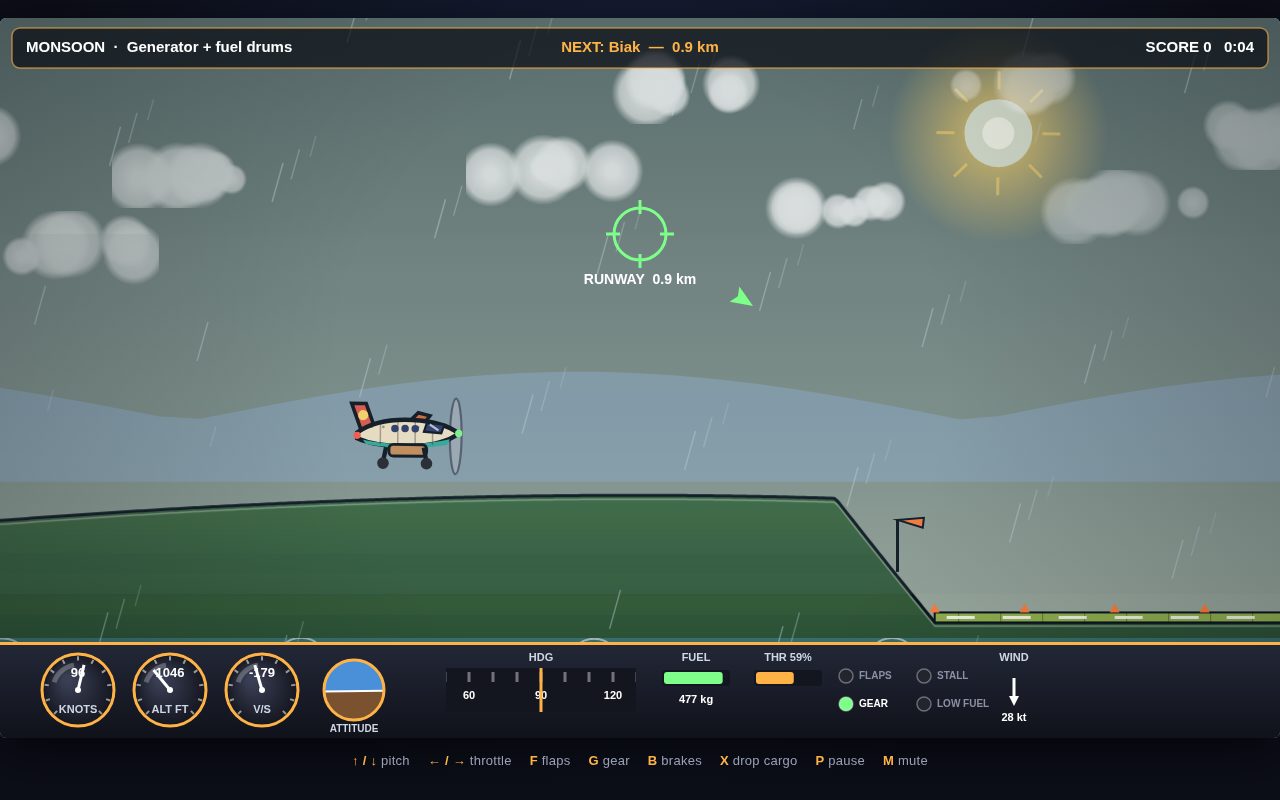 MONSOON · Generator + fuel drums
NEXT: Biak — 0.9 km
SCORE 0 0:04
RUNWAY 0.9 km
96
KNOTS
1046
ALT FT
-179
V/S
ATTITUDE
HDG
60 90 120
FUEL
477 kg
THR 59%
FLAPS
STALL
GEAR
LOW FUEL
WIND
28 kt
↑ / ↓ pitch ← / → throttle F flaps G gear B brakes X drop cargo P pause M mute